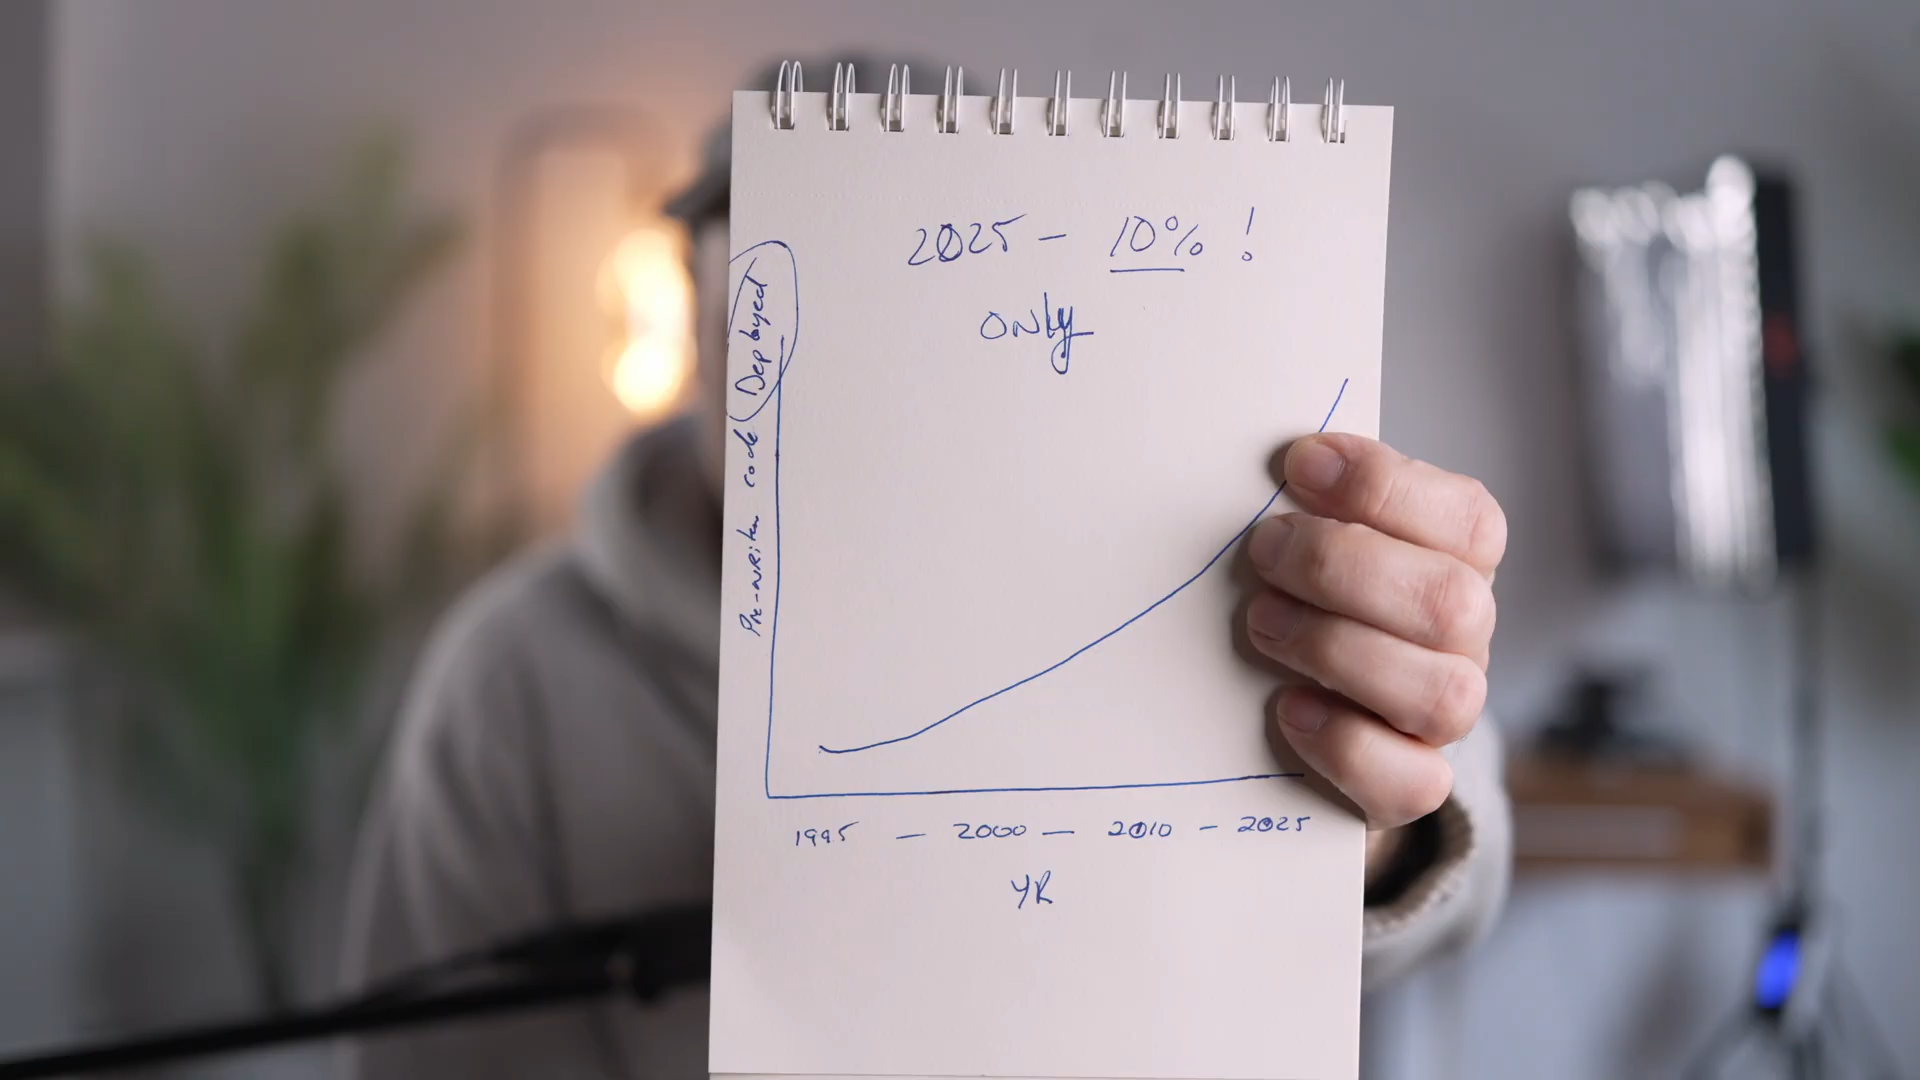 2025 - 10% !
ONLY
Pre-written code Deployed
1995 - 2000 - 2010 - 2025
YR